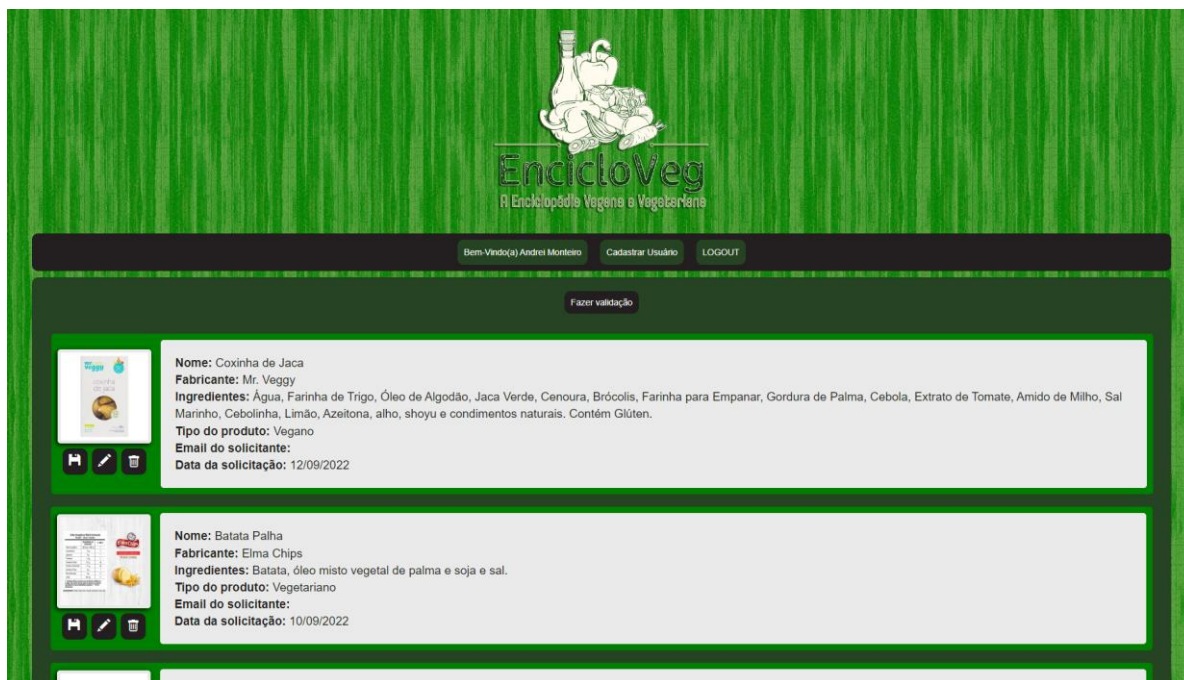 EncicloVeg
A Enciclopédia Vegana e Vegetariana
Bem-Vindo(a) Andrei Monteiro
Cadastrar Usuário
LOGOUT
Fazer validação
Nome: Coxinha de Jaca
Fabricante: Mr. Veggy
Ingredientes: Água, Farinha de Trigo, Óleo de Algodão, Jaca Verde, Cenoura, Brócolis, Farinha para Empanar, Gordura de Palma, Cebola, Extrato de Tomate, Amido de Milho, Sal
Marinho, Cebolinha, Limão, Azeitona, alho, shoyu e condimentos naturais. Contém Glúten.
Tipo do produto: Vegano
Email do solicitante:
Data da solicitação: 12/09/2022
Nome: Batata Palha
Fabricante: Elma Chips
Ingredientes: Batata, óleo misto vegetal de palma e soja e sal.
Tipo do produto: Vegetariano
Email do solicitante:
Data da solicitação: 10/09/2022